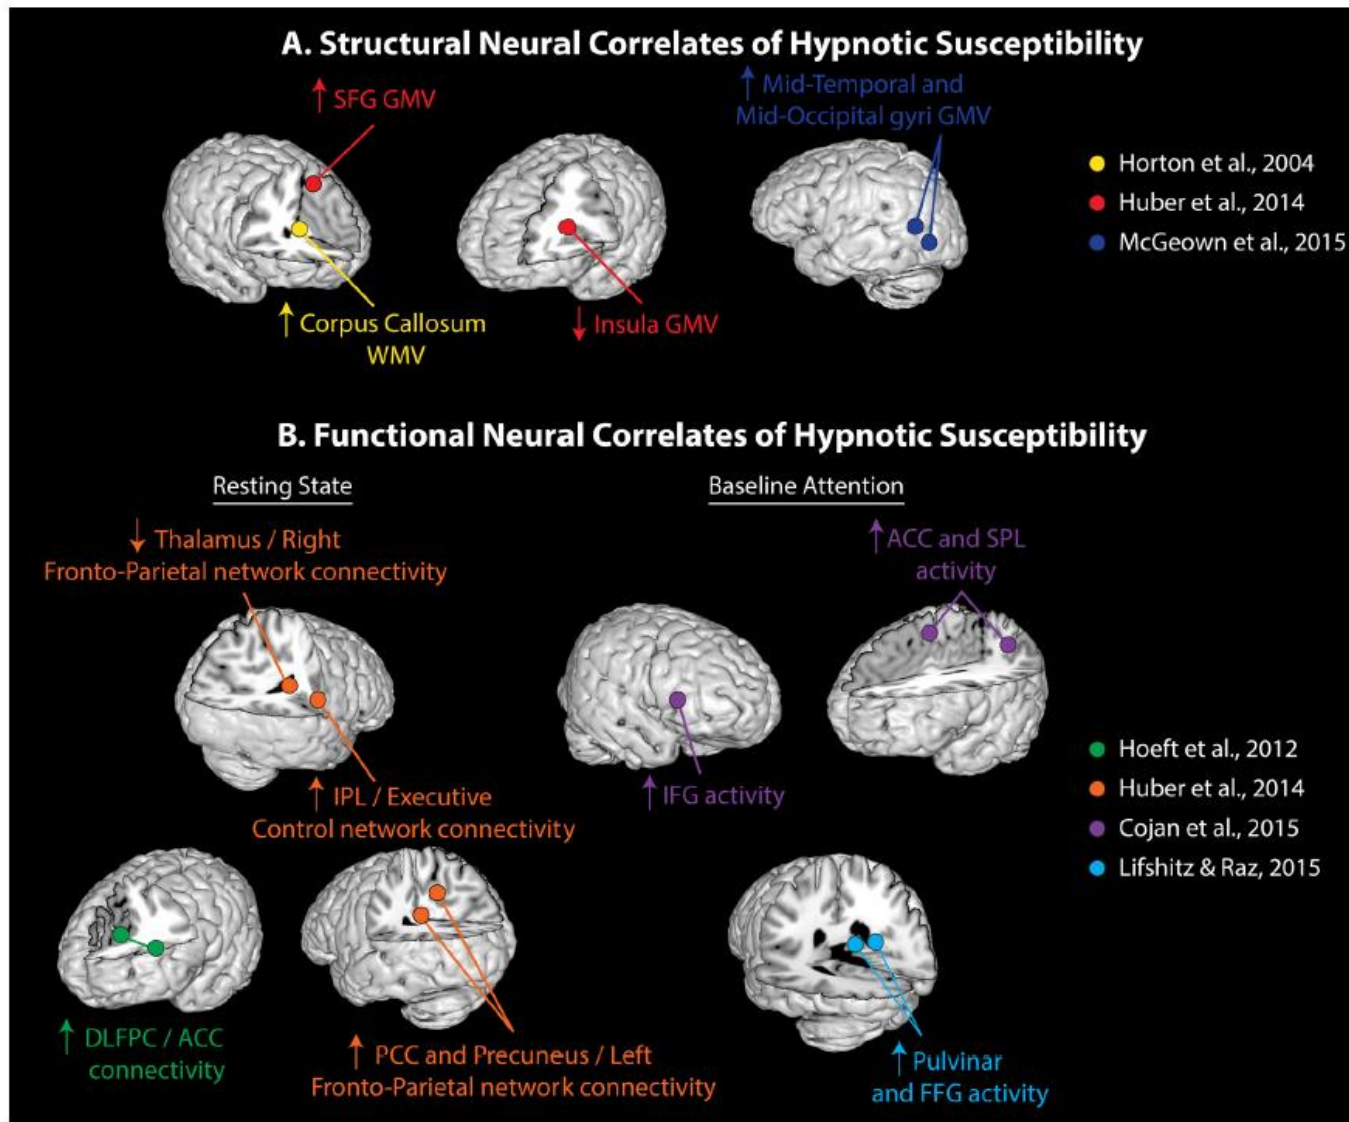 A. Structural Neural Correlates of Hypnotic Susceptibility
↑ SFG GMV
↑ Mid-Temporal and
Mid-Occipital gyri GMV
Horton et al., 2004
Huber et al., 2014
McGeown et al., 2015
↑ Corpus Callosum
WMV
↓ Insula GMV
B. Functional Neural Correlates of Hypnotic Susceptibility
Resting State
Baseline Attention
↓ Thalamus / Right
Fronto-Parietal network connectivity
↑ ACC and SPL
activity
↑ IPL / Executive
Control network connectivity
↑ IFG activity
Hoeft et al., 2012
Huber et al., 2014
Cojan et al., 2015
Lifshitz & Raz, 2015
↑ DLFPC / ACC
connectivity
↑ PCC and Precuneus / Left
Fronto-Parietal network connectivity
↑ Pulvinar
and FFG activity